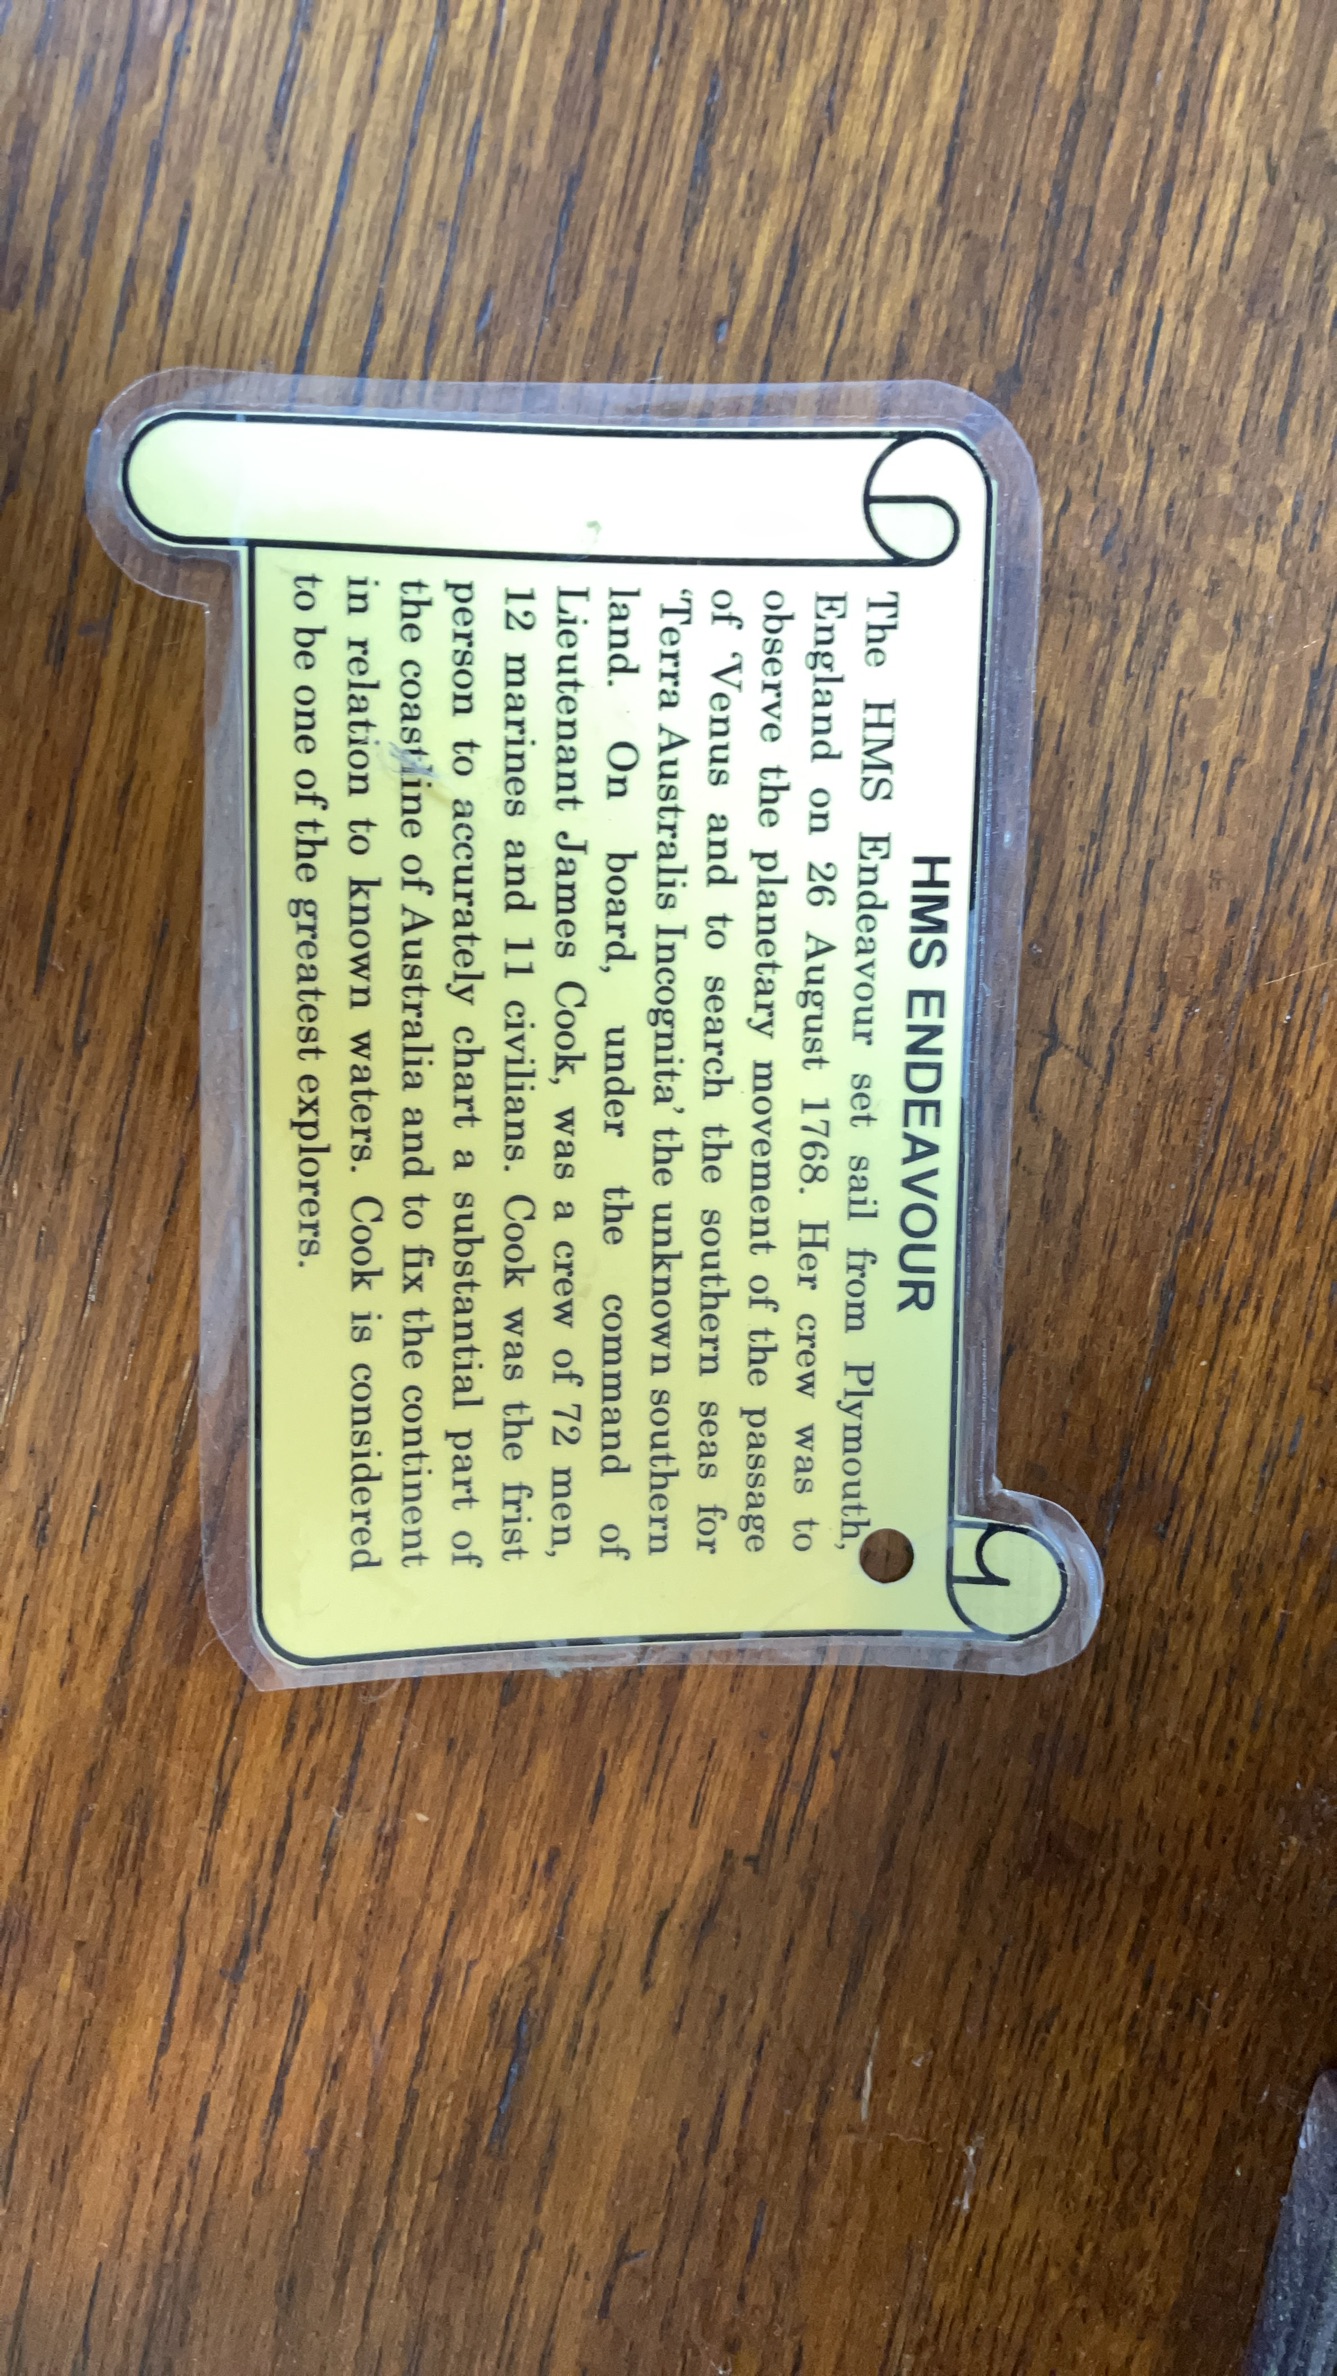 HMS ENDEAVOUR
The HMS Endeavour set sail from Plymouth,
England on 26 August 1768. Her crew was to
observe the planetary movement of the passage
of 'Venus and to search the southern seas for
'Terra Australis Incognita' the unknown southern
land. On board, under the command of
Lieutenant James Cook, was a crew of 72 men,
12 marines and 11 civilians. Cook was the frist
person to accurately chart a substantial part of
the coastline of Australia and to fix the continent
in relation to known waters. Cook is considered
to be one of the greatest explorers.